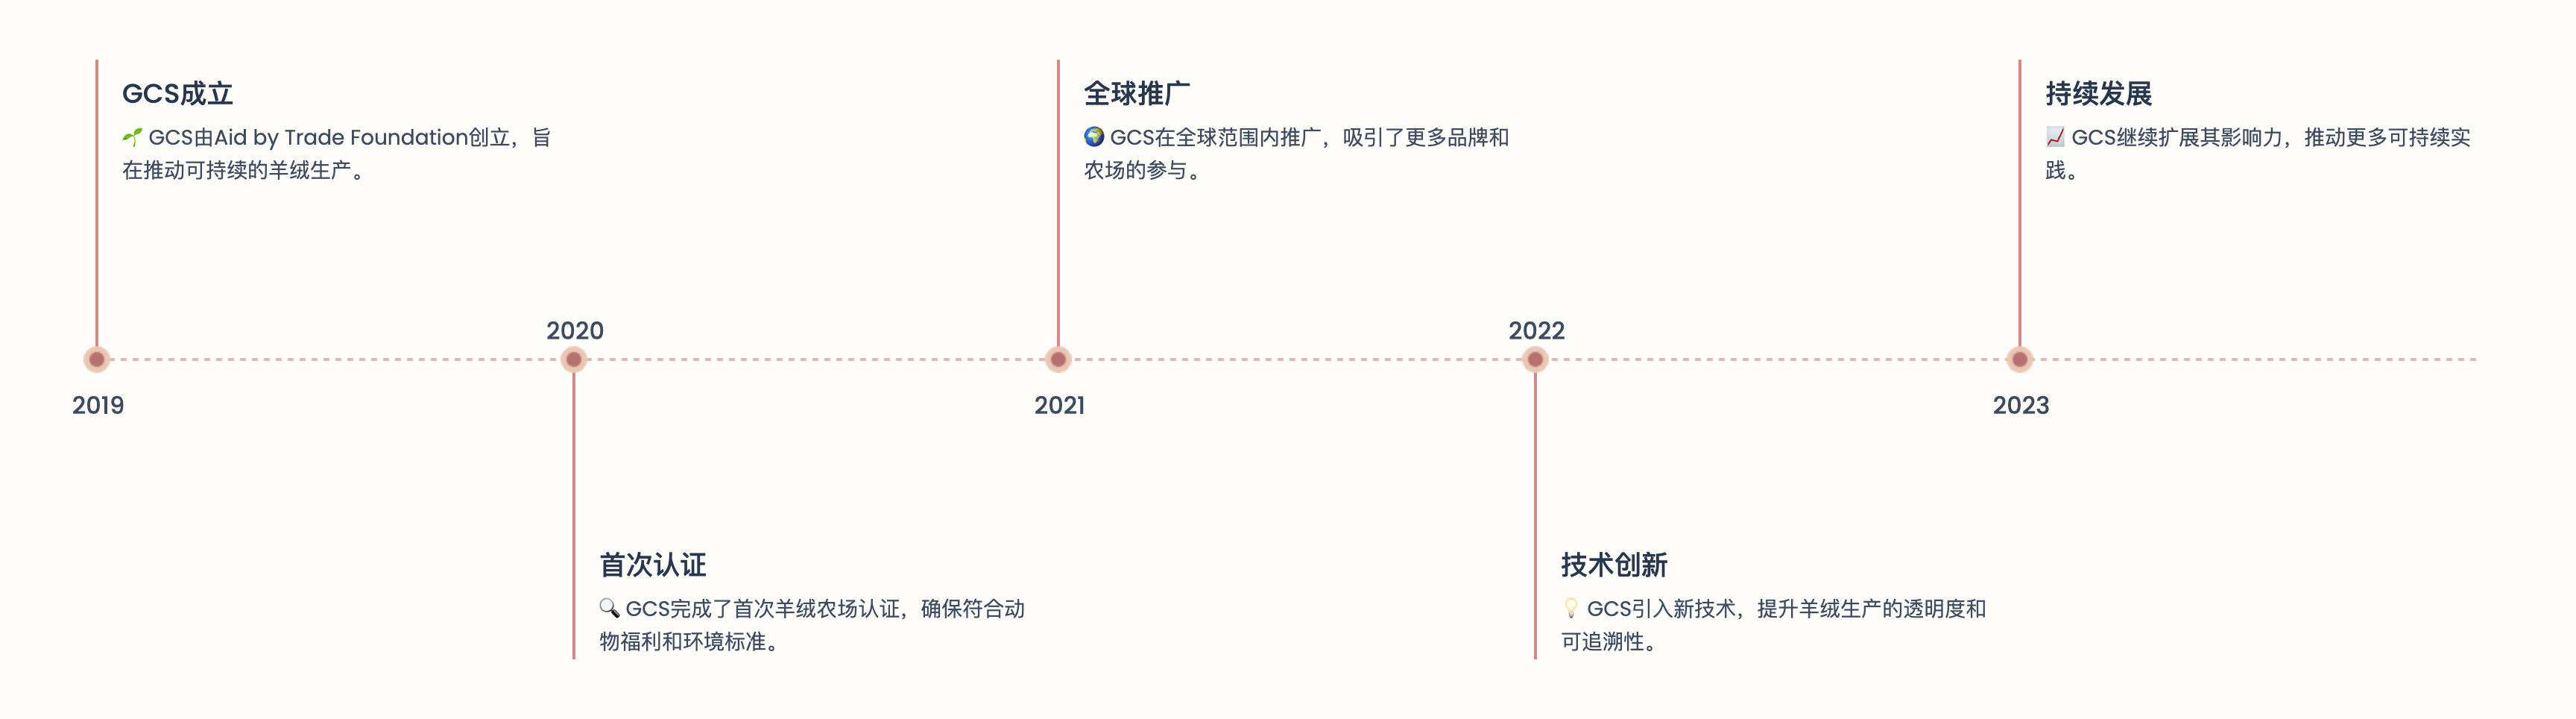 GCS成立
🌱 GCS由Aid by Trade Foundation创立，旨
在推动可持续的羊绒生产。
2019
2020
首次认证
🔍 GCS完成了首次羊绒农场认证，确保符合动
物福利和环境标准。
全球推广
🌍 GCS在全球范围内推广，吸引了更多品牌和
农场的参与。
2021
2022
技术创新
💡 GCS引入新技术，提升羊绒生产的透明度和
可追溯性。
持续发展
📈 GCS继续扩展其影响力，推动更多可持续实
践。
2023